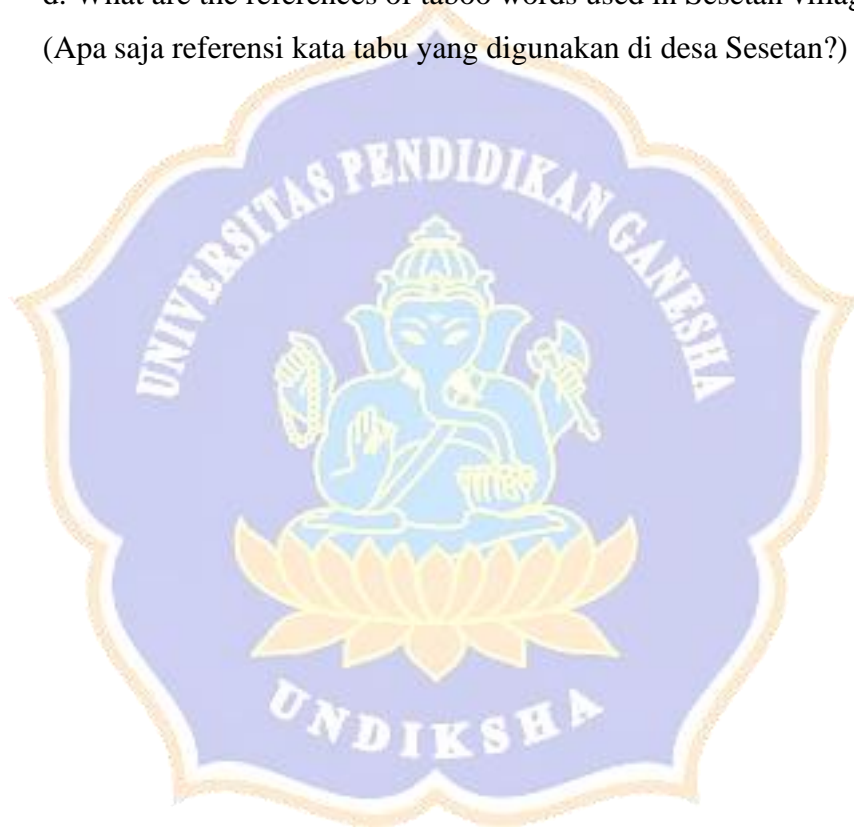 d. What are the references of taboo words used in Sesetan villag
(Apa saja referensi kata tabu yang digunakan di desa Sesetan?)
UNIVERSITAS PENDIDIKAN GANESHA
UNDIKSHA